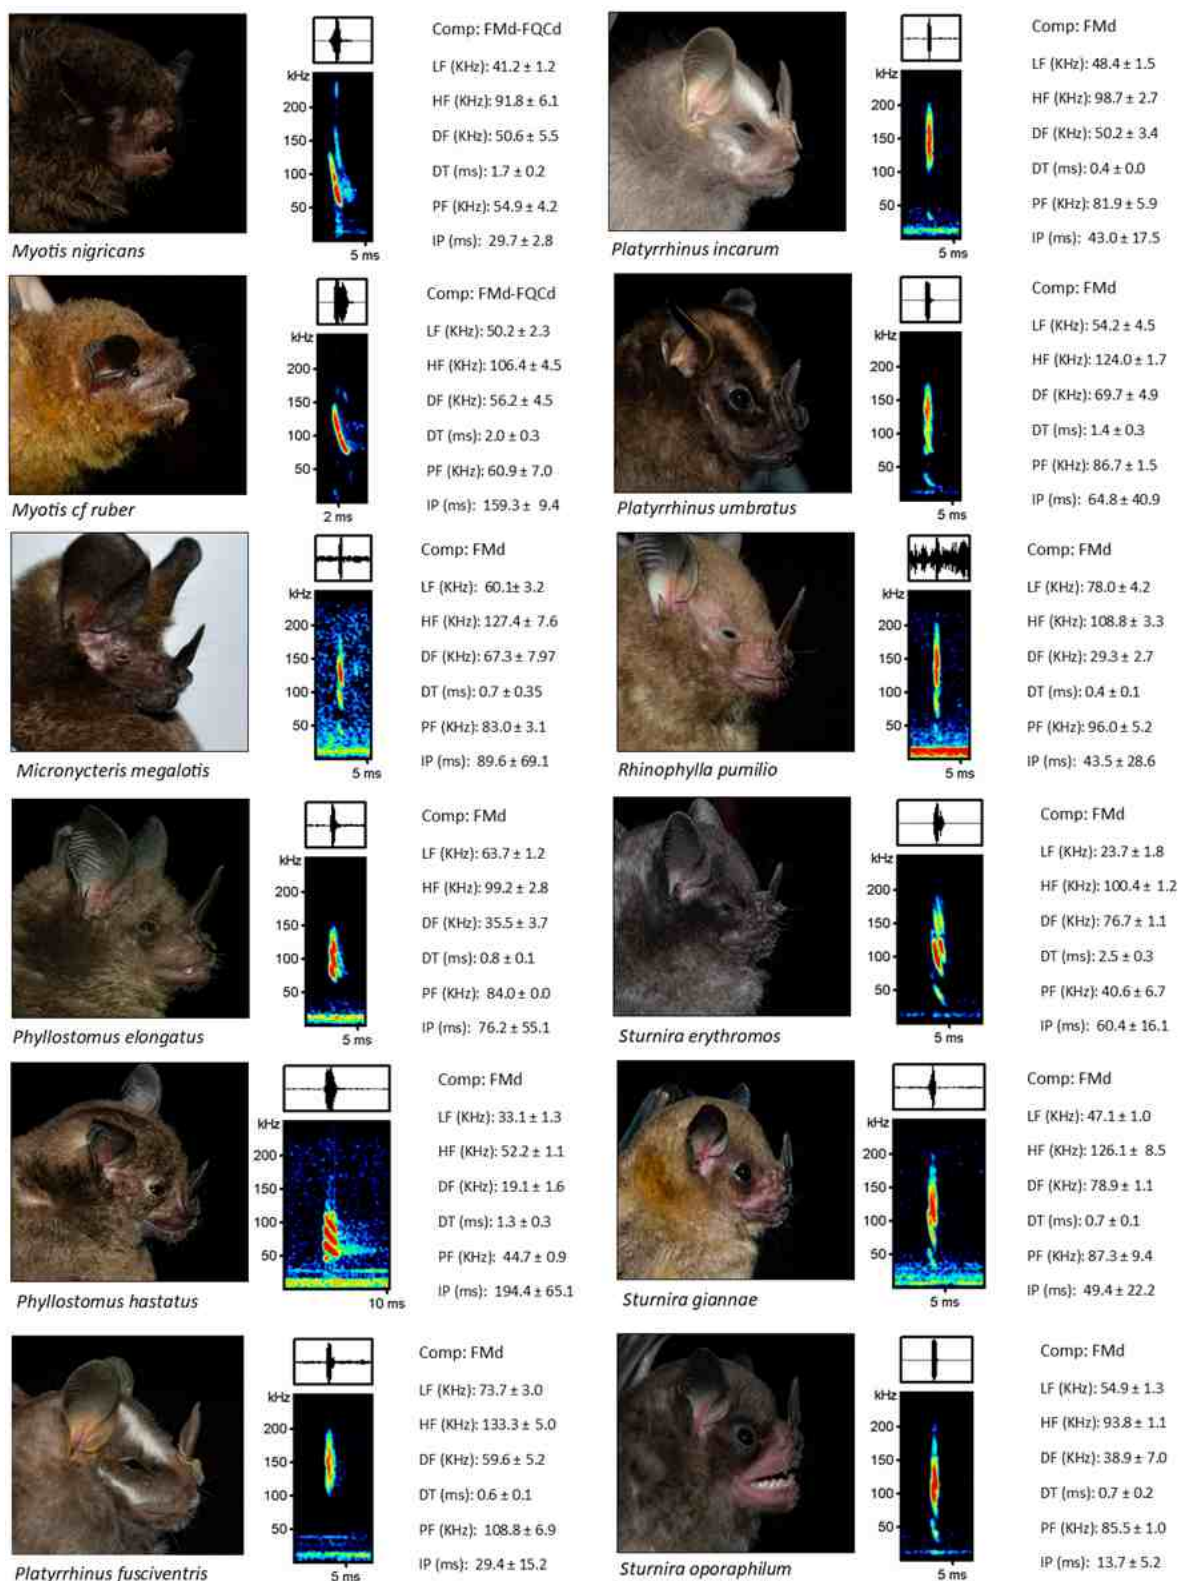 Comp: FMd-FQCd
LF (KHz): 41.2 ± 1.2
kHz
HF (KHz): 91.8 ± 6.1
200
DF (KHz): 50.6 ± 5.5
150
DT (ms): 1.7 ± 0.2
100
PF (KHz): 54.9 ± 4.2
50
IP (ms): 29.7 ± 2.8
5 ms
Myotis nigricans
Comp: FMd
LF (KHz): 48.4 ± 1.5
kHz
HF (KHz): 98.7 ± 2.7
200
DF (KHz): 50.2 ± 3.4
150
DT (ms): 0.4 ± 0.0
100
PF (KHz): 81.9 ± 5.9
50
IP (ms): 43.0 ± 17.5
5 ms
Platyrrhinus incarum
Comp: FMd-FQCd
LF (KHz): 50.2 ± 2.3
kHz
HF (KHz): 106.4 ± 4.5
200
DF (KHz): 56.2 ± 4.5
150
DT (ms): 2.0 ± 0.3
100
PF (KHz): 60.9 ± 7.0
50
IP (ms): 159.3 ± 9.4
2 ms
Myotis cf ruber
Comp: FMd
LF (KHz): 54.2 ± 4.5
kHz
HF (KHz): 124.0 ± 1.7
200
DF (KHz): 69.7 ± 4.9
150
DT (ms): 1.4 ± 0.3
100
PF (KHz): 86.7 ± 1.5
50
IP (ms): 64.8 ± 40.9
5 ms
Platyrrhinus umbratus
Comp: FMd
LF (KHz): 60.1± 3.2
kHz
HF (KHz): 127.4 ± 7.6
200
DF (KHz): 67.3 ± 7.97
150
DT (ms): 0.7 ± 0.35
100
PF (KHz): 83.0 ± 3.1
50
IP (ms): 89.6 ± 69.1
5 ms
Micronycteris megalotis
Comp: FMd
LF (KHz): 78.0 ± 4.2
kHz
HF (KHz): 108.8 ± 3.3
200
DF (KHz): 29.3 ± 2.7
150
DT (ms): 0.4 ± 0.1
100
PF (KHz): 96.0 ± 5.2
50
IP (ms): 43.5 ± 28.6
5 ms
Rhinophylla pumilio
Comp: FMd
LF (KHz): 63.7 ± 1.2
kHz
HF (KHz): 99.2 ± 2.8
200
DF (KHz): 35.5 ± 3.7
150
DT (ms): 0.8 ± 0.1
100
PF (KHz): 84.0 ± 0.0
50
IP (ms): 76.2 ± 55.1
5 ms
Phyllostomus elongatus
Comp: FMd
LF (KHz): 23.7 ± 1.8
kHz
HF (KHz): 100.4 ± 1.2
200
DF (KHz): 76.7 ± 1.1
150
DT (ms): 2.5 ± 0.3
100
PF (KHz): 40.6 ± 6.7
50
IP (ms): 60.4 ± 16.1
5 ms
Sturnira erythromos
Comp: FMd
LF (KHz): 33.1 ± 1.3
kHz
HF (KHz): 52.2 ± 1.1
200
DF (KHz): 19.1 ± 1.6
150
DT (ms): 1.3 ± 0.3
100
PF (KHz): 44.7 ± 0.9
50
IP (ms): 194.4 ± 65.1
10 ms
Phyllostomus hastatus
Comp: FMd
LF (KHz): 47.1 ± 1.0
kHz
HF (KHz): 126.1 ± 8.5
200
DF (KHz): 78.9 ± 1.1
150
DT (ms): 0.7 ± 0.1
100
PF (KHz): 87.3 ± 9.4
50
IP (ms): 49.4 ± 22.2
5 ms
Sturnira giannae
Comp: FMd
LF (KHz): 73.7 ± 3.0
kHz
HF (KHz): 133.3 ± 5.0
200
DF (KHz): 59.6 ± 5.2
150
DT (ms): 0.6 ± 0.1
100
PF (KHz): 108.8 ± 6.9
50
IP (ms): 29.4 ± 15.2
5 ms
Platyrrhinus fusciventris
Comp: FMd
LF (KHz): 54.9 ± 1.3
kHz
HF (KHz): 93.8 ± 1.1
200
DF (KHz): 38.9 ± 7.0
150
DT (ms): 0.7 ± 0.2
100
PF (KHz): 85.5 ± 1.0
50
IP (ms): 13.7 ± 5.2
5 ms
Sturnira oporaphilum